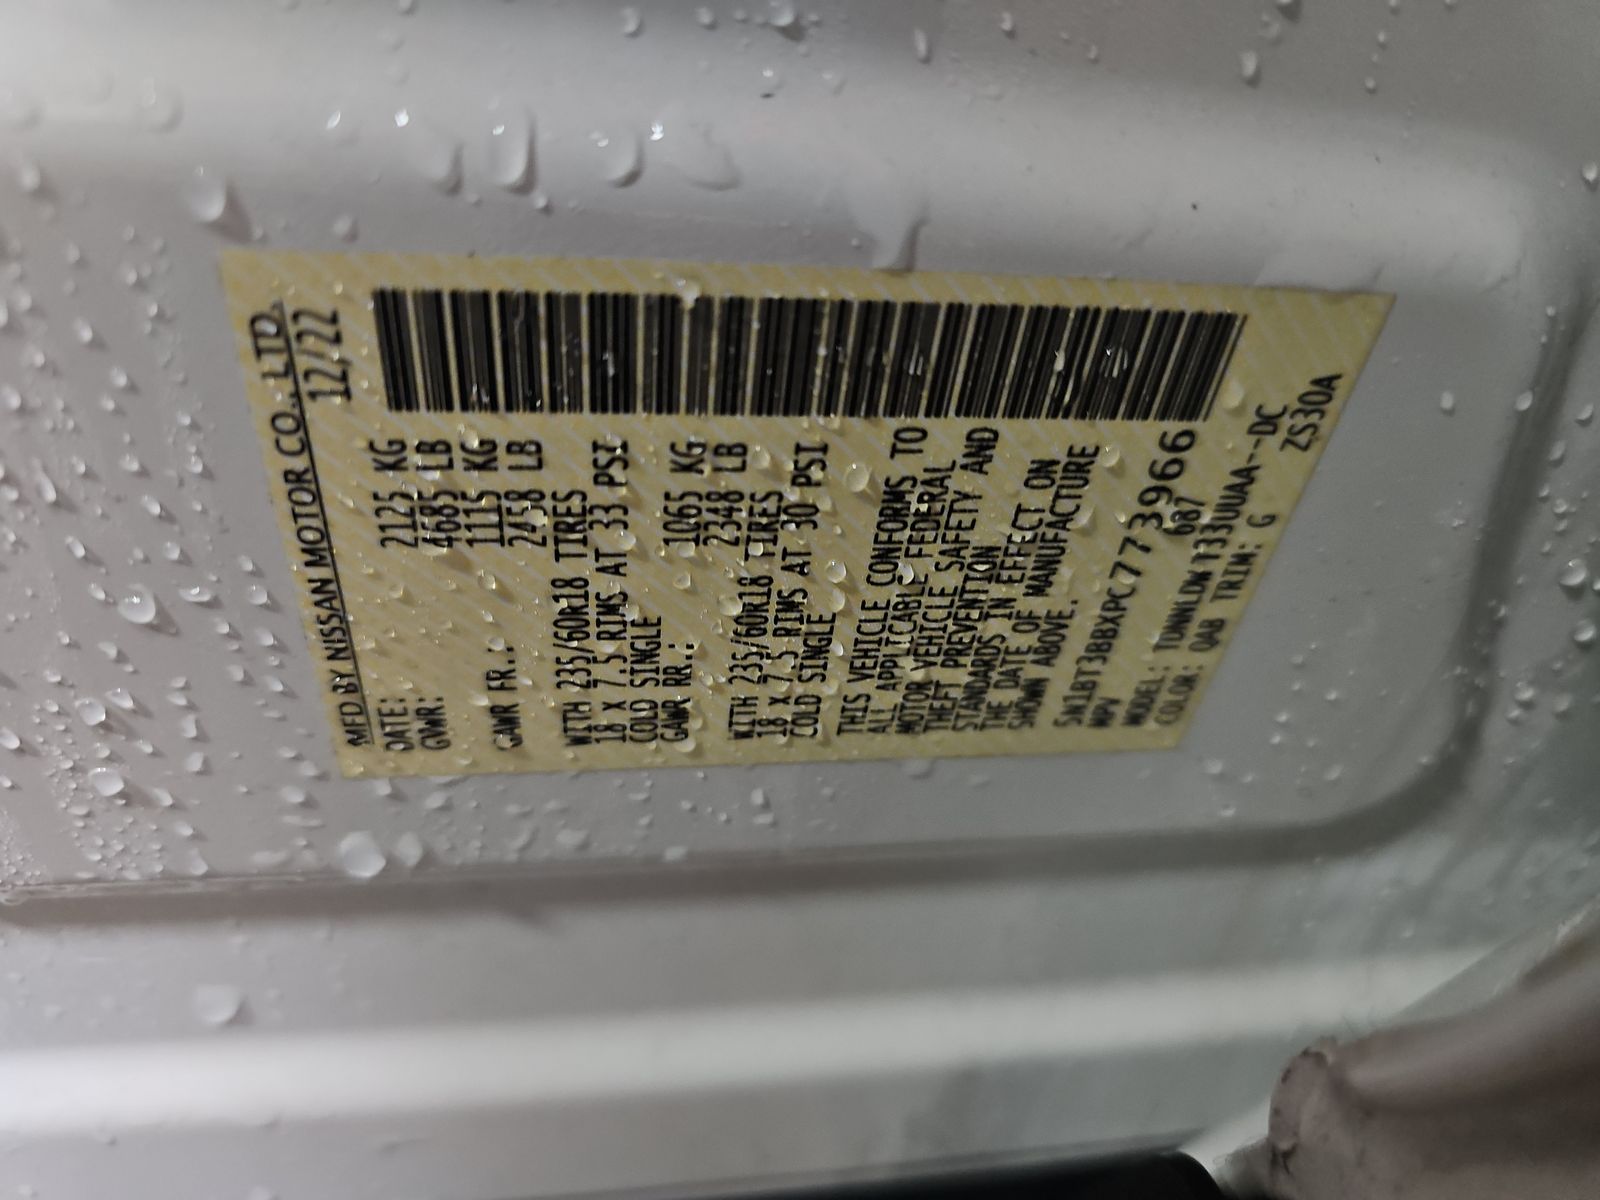 MFD BY NISSAN MOTOR CO., LTD.
DATE: 12/22
GVWR: 2125 KG
4685 LB
GAWR FR.: 1115 KG
2458 LB
WITH 235/60R18 TIRES
18 X 7.5 RIMS AT 33 PSI
COLD SINGLE
GAWR RR.: 1065 KG
2348 LB
WITH 235/60R18 TIRES
18 X 7.5 RIMS AT 30 PSI
COLD SINGLE
THIS VEHICLE CONFORMS TO
ALL APPLICABLE FEDERAL
MOTOR VEHICLE SAFETY AND
THEFT PREVENTION
STANDARDS IN EFFECT ON
THE DATE OF MANUFACTURE
SHOWN ABOVE.
5N1BT3BBXPC773966
MPV 687
MODEL: TDNNLDW T33UUAA--DC
COLOR: QAB TRIM: G ZS30A